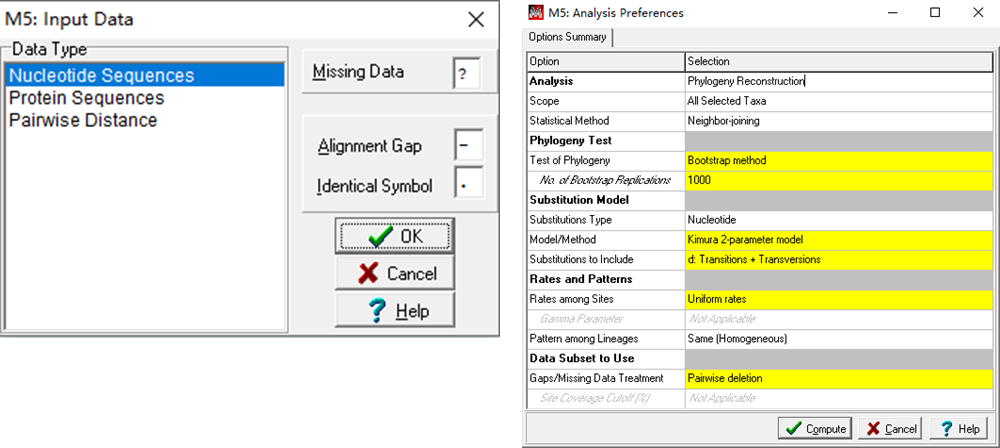 M5: Input Data
Data Type
Nucleotide Sequences
Protein Sequences
Pairwise Distance
Missing Data ?
Alignment Gap -
Identical Symbol .
OK
Cancel
Help
M5: Analysis Preferences
Options Summary
Option Selection
Analysis Phylogeny Reconstruction
Scope All Selected Taxa
Statistical Method Neighbor-joining
Phylogeny Test
Test of Phylogeny Bootstrap method
No. of Bootstrap Replications 1000
Substitution Model
Substitutions Type Nucleotide
Model/Method Kimura 2-parameter model
Substitutions to Include d: Transitions + Transversions
Rates and Patterns
Rates among Sites Uniform rates
Gamma Parameter Not Applicable
Pattern among Lineages Same (Homogeneous)
Data Subset to Use
Gaps/Missing Data Treatment Pairwise deletion
Site Coverage Cutoff (%) Not Applicable
Compute Cancel Help